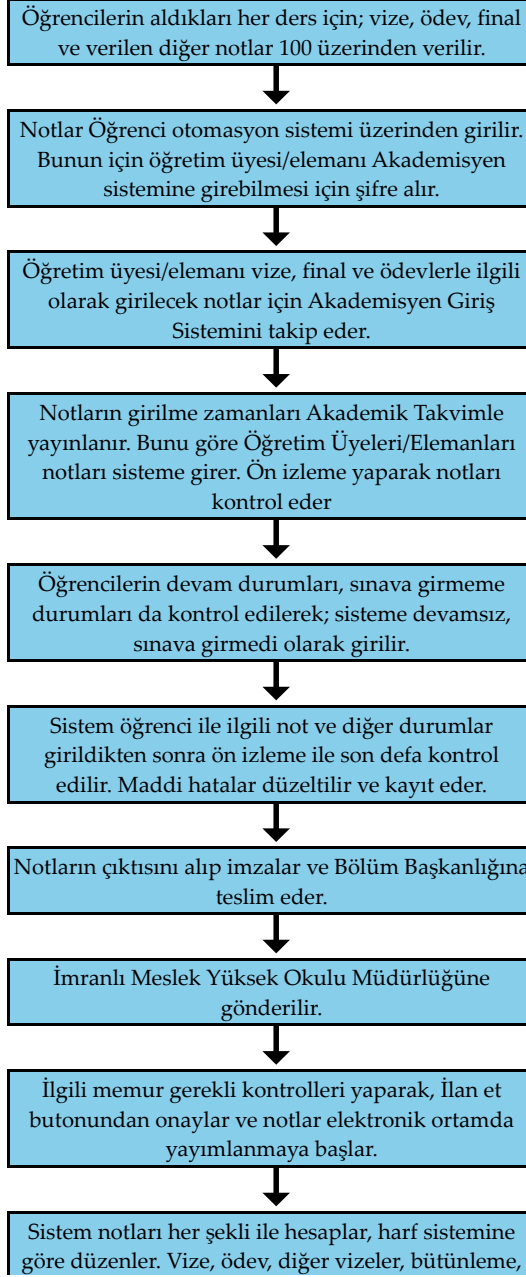 Öğrencilerin aldıkları her ders için; vize, ödev, final
ve verilen diğer notlar 100 üzerinden verilir.
Notlar Öğrenci otomasyon sistemi üzerinden girilir.
Bunun için öğretim üyesi/elemanı Akademisyen
sistemine girebilmesi için şifre alır.
Öğretim üyesi/elemanı vize, final ve ödevlerle ilgili
olarak girilecek notlar için Akademisyen Giriş
Sistemini takip eder.
Notların girilme zamanları Akademik Takvimle
yayınlanır. Bunu göre Öğretim Üyeleri/Elemanları
notları sisteme girer. Ön izleme yaparak notları
kontrol eder
Öğrencilerin devam durumları, sınava girmeme
durumları da kontrol edilerek; sisteme devamsız,
sınava girmedi olarak girilir.
Sistem öğrenci ile ilgili not ve diğer durumlar
girildikten sonra ön izleme ile son defa kontrol
edilir. Maddi hatalar düzeltilir ve kayıt eder.
Notların çıktısını alıp imzalar ve Bölüm Başkanlığına
teslim eder.
İmranlı Meslek Yüksek Okulu Müdürlüğüne
gönderilir.
İlgili memur gerekli kontrolleri yaparak, İlan et
butonundan onaylar ve notlar elektronik ortamda
yayımlanmaya başlar.
Sistem notları her şekli ile hesaplar, harf sistemine
göre düzenler. Vize, ödev, diğer vizeler, bütünleme,